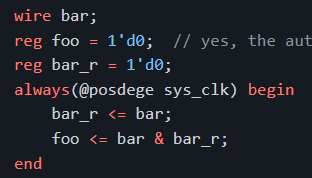 wire bar;
reg foo = 1'd0;  // yes, the aut
reg bar_r = 1'd0;
always(@posdege sys_clk) begin
    bar_r <= bar;
    foo <= bar & bar_r;
end